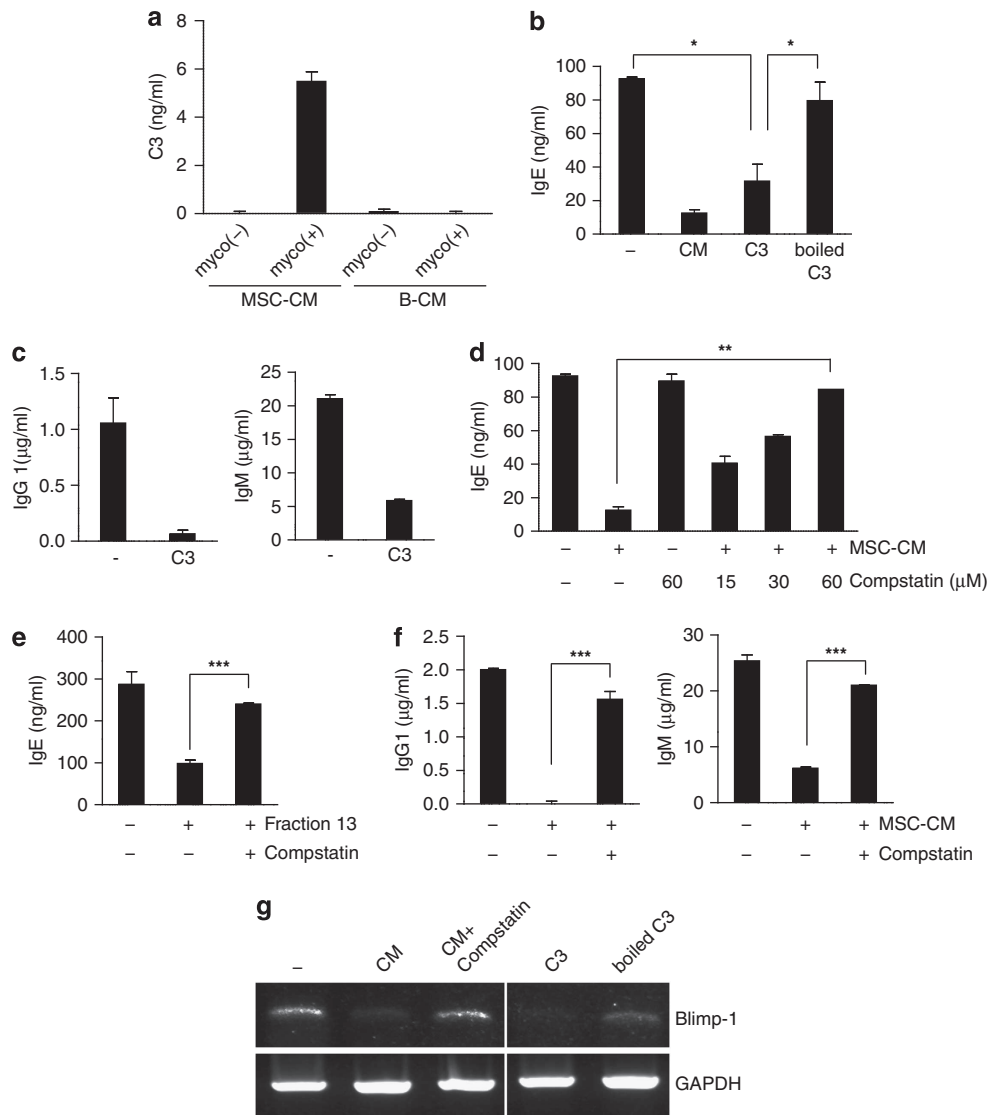 a
8
6
4
2
0
C3 (ng/ml)
myco(−) myco(+) myco(−) myco(+)
MSC-CM B-CM
b
* *
100
80
60
40
20
0
IgE (ng/ml)
− CM C3 boiled
C3
c
1.5
1.0
0.5
0.0
IgG 1(μg/ml)
- C3
25
20
15
10
5
0
IgM (μg/ml)
- C3
d
**
100
80
60
40
20
0
IgE (ng/ml)
− + − + + + MSC-CM
− − 60 15 30 60 Compstatin (μM)
e
***
400
300
200
100
0
IgE (ng/ml)
− + + Fraction 13
− − + Compstatin
f
***
2.5
2.0
1.5
1.0
2.0
0.0
IgG1 (μg/ml)
− + +
− − +
***
30
20
10
0
IgM (μg/ml)
− + + MSC-CM
− − + Compstatin
g
− CM CM+
Compstatin C3 boiled C3
Blimp-1
GAPDH